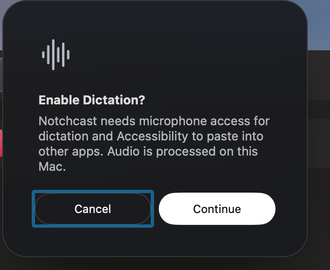 Enable Dictation?
Notchcast needs microphone access for
dictation and Accessibility to paste into
other apps. Audio is processed on this
Mac.
Cancel
Continue